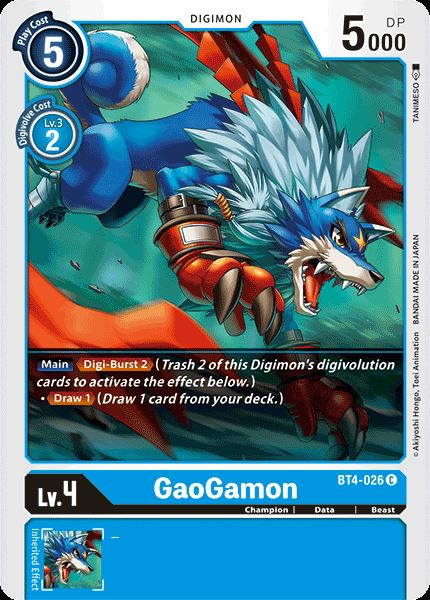 Play Cost
5
DIGIMON
DP
5000
Digivolve Cost
Lv.3
2
TANIMESO
Main Digi-Burst 2 (Trash 2 of this Digimon's digivolution
cards to activate the effect below.)
• Draw 1 (Draw 1 card from your deck.)
©Akiyoshi Hongo, Toei Animation BANDAI MADE IN JAPAN
Lv.4
GaoGamon
BT4-026 C
Champion | Data | Beast
Inherited Effect
–